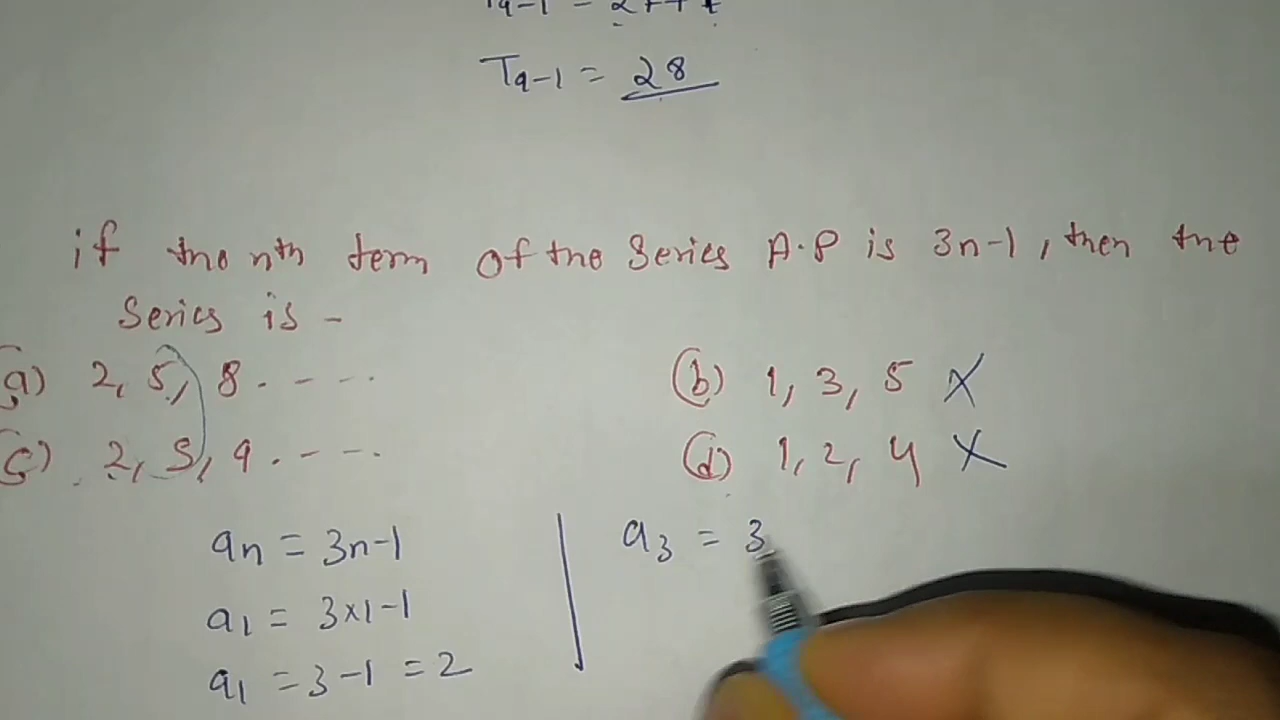 T9-1 = 28
if the nth term of the Series A.P is 3n-1, then the
Series is -
(a) 2, 5, 8 . - - - -
(b) 1, 3, 5 X
(c) 2, 5, 9 . - - - -
(d) 1, 2, 4 X
an = 3n-1
a1 = 3x1-1
a1 = 3-1 = 2
a3 = 3